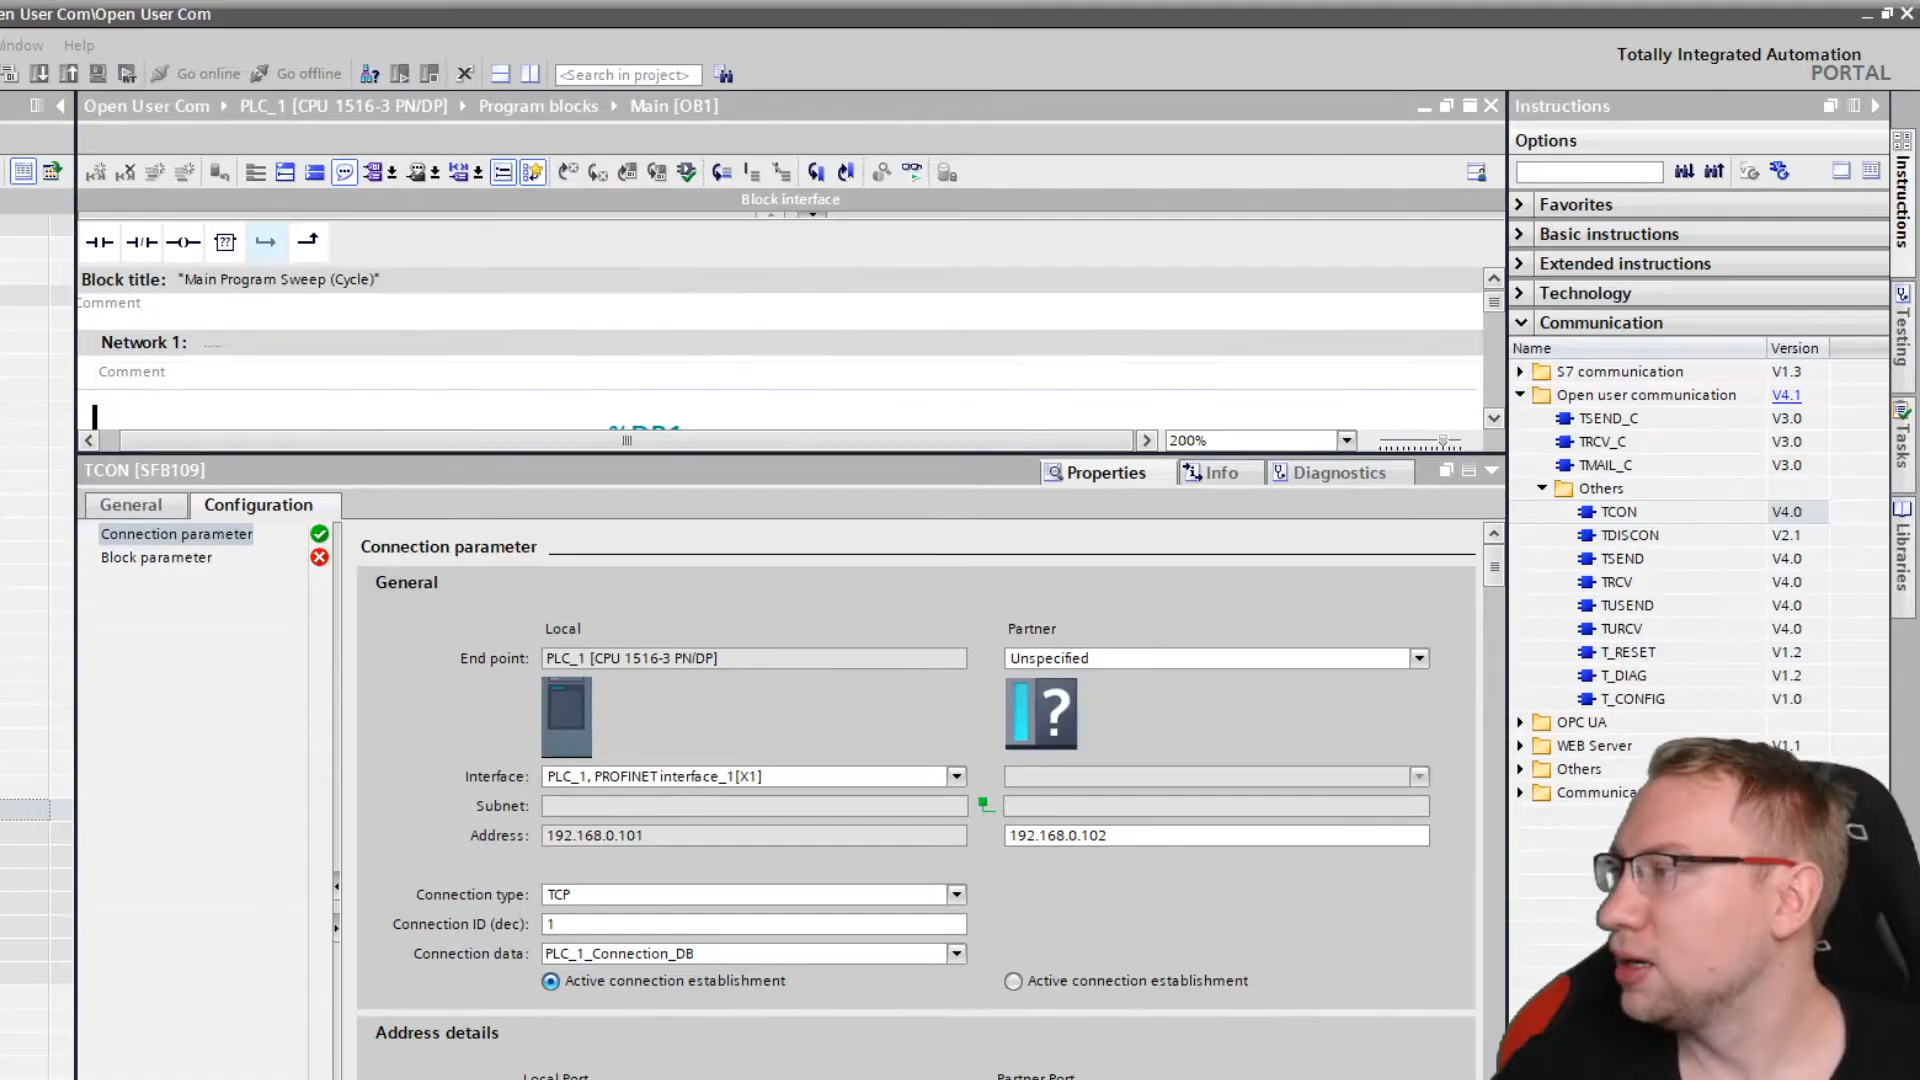 en User Com\Open User Com
Window Help
Totally Integrated Automation
PORTAL
Go online Go offline <Search in project>
Open User Com PLC_1 [CPU 1516-3 PN/DP] Program blocks Main [OB1]
Block interface
??
Block title: "Main Program Sweep (Cycle)"
Comment
Network 1: .....
Comment
%DB1
200%
TCON [SFB109]
Properties Info Diagnostics
General Configuration
Connection parameter
Block parameter
Connection parameter
General
Local Partner
End point: PLC_1 [CPU 1516-3 PN/DP] Unspecified
?
Interface: PLC_1, PROFINET interface_1[X1]
Subnet:
Address: 192.168.0.101 192.168.0.102
Connection type: TCP
Connection ID (dec): 1
Connection data: PLC_1_Connection_DB
Active connection establishment Active connection establishment
Address details
Local Port Partner Port
Instructions
Options
Favorites
Basic instructions
Extended instructions
Technology
Communication
Name Version
S7 communication V1.3
Open user communication V4.1
TSEND_C V3.0
TRCV_C V3.0
TMAIL_C V3.0
Others
TCON V4.0
TDISCON V2.1
TSEND V4.0
TRCV V4.0
TUSEND V4.0
TURCV V4.0
T_RESET V1.2
T_DIAG V1.2
T_CONFIG V1.0
OPC UA
WEB Server V1.1
Others
Communica
Instructions
Testing
Tasks
Libraries